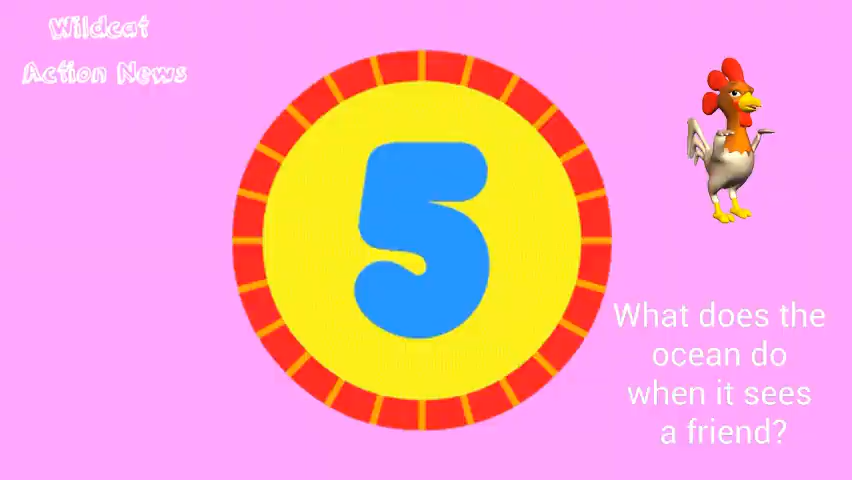 Wildcat
Action News
5
What does the
ocean do
when it sees
a friend?